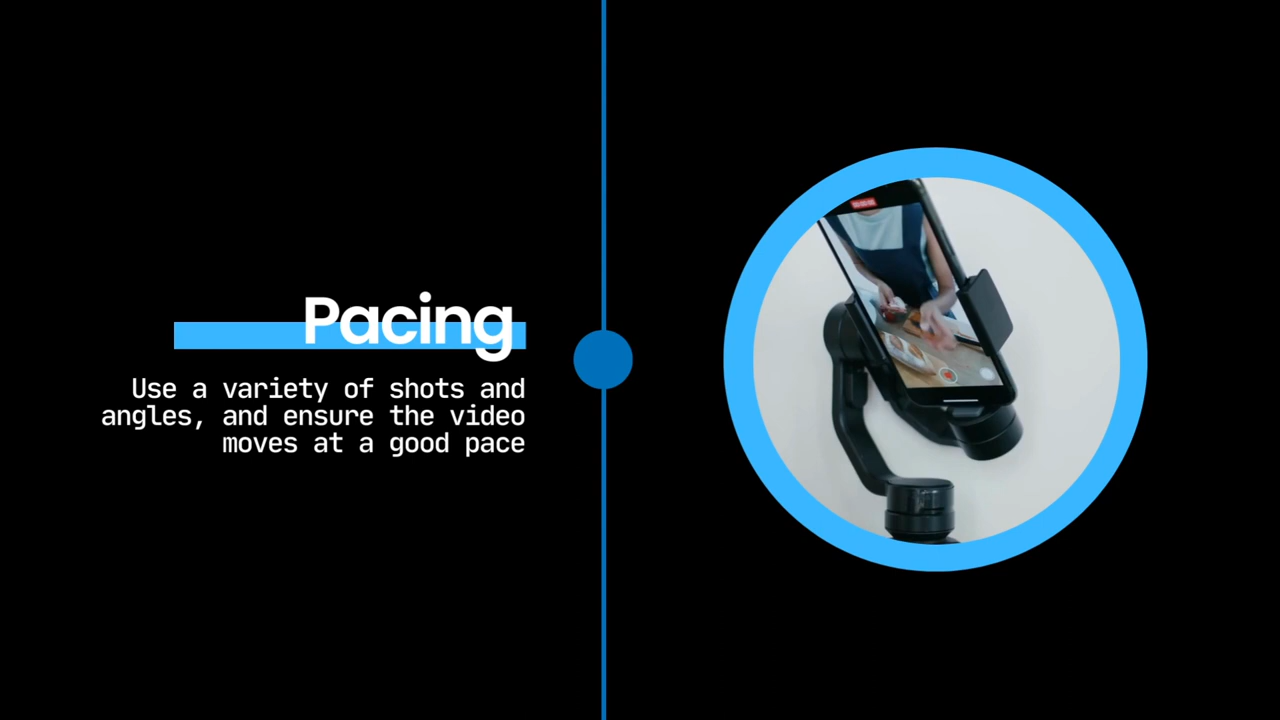 Pacing
Use a variety of shots and
angles, and ensure the video
moves at a good pace